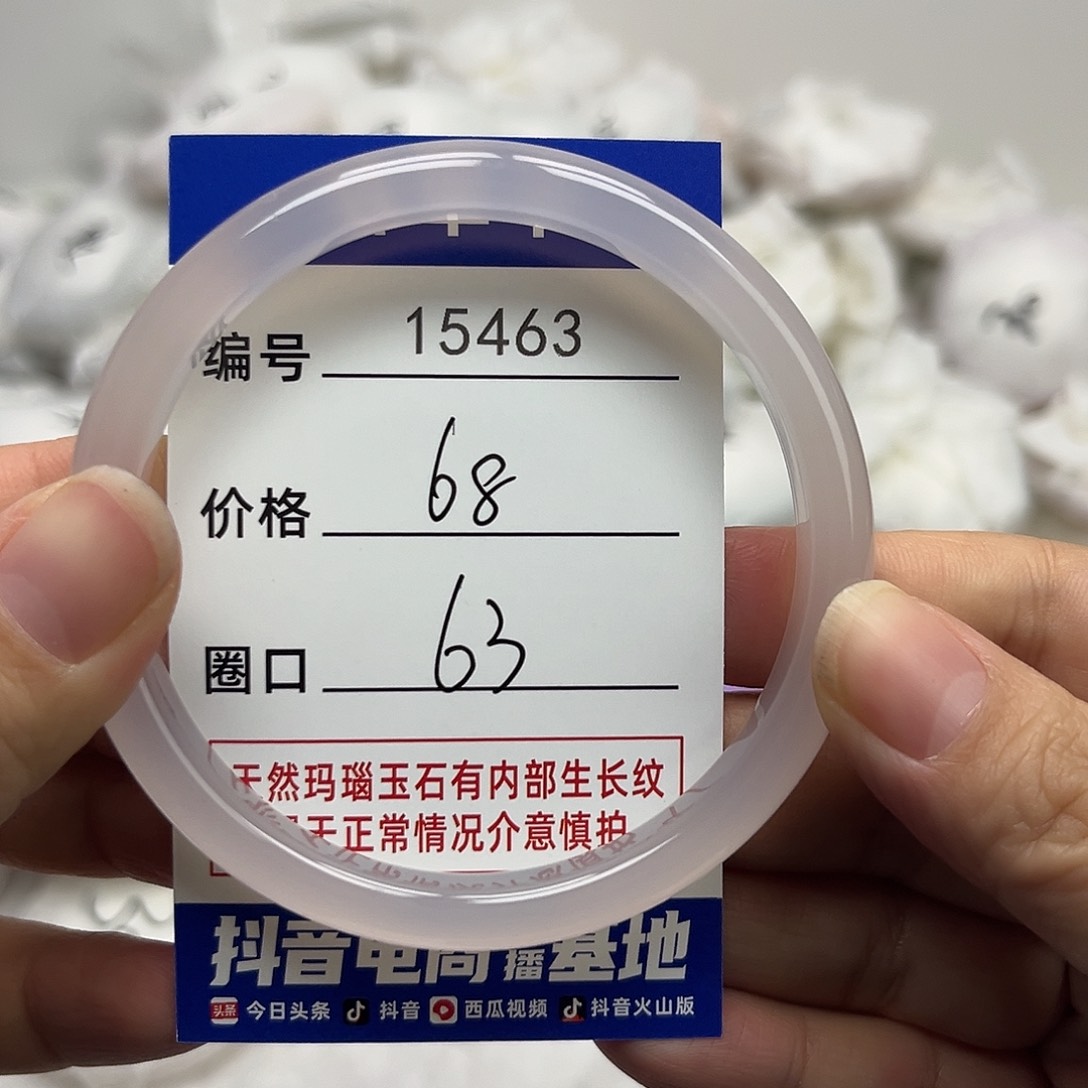 编号 15463
价格 68
圈口 63
天然玛瑙玉石有内部生长纹
于正常情况介意慎拍
抖音电商直播基地
今日头条 抖音 西瓜视频 抖音火山版